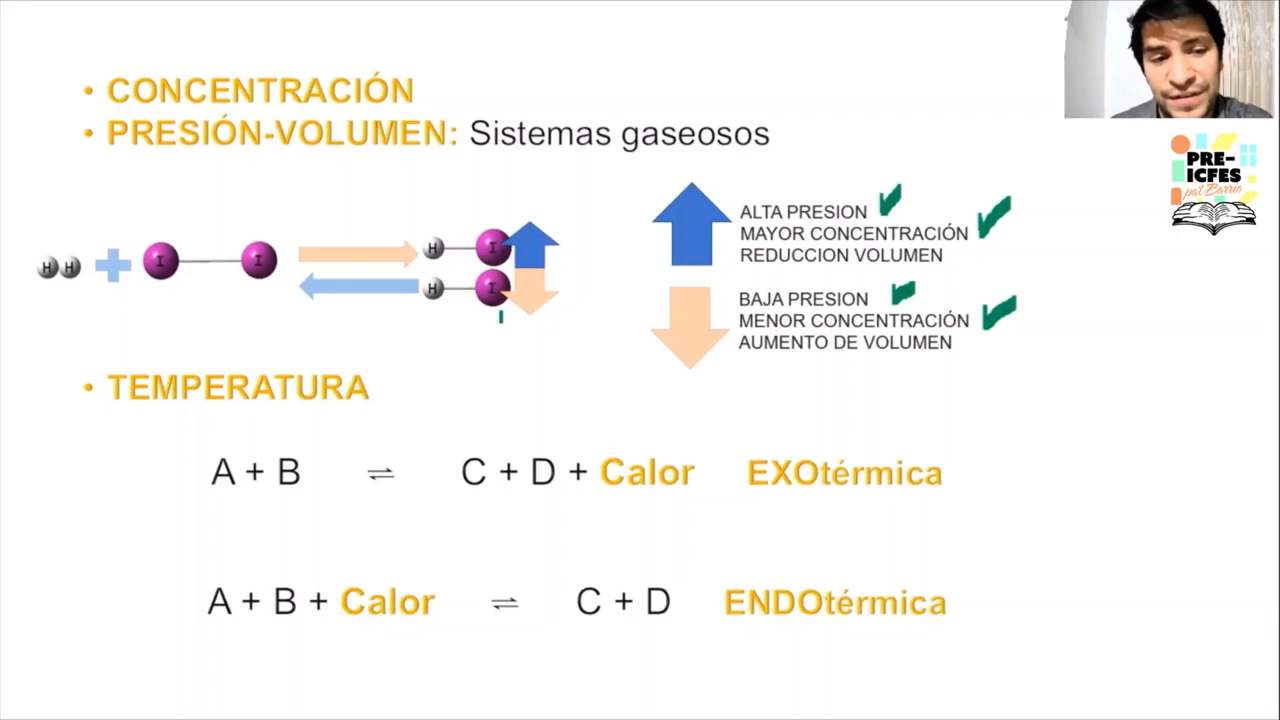 • CONCENTRACIÓN
• PRESIÓN-VOLUMEN: Sistemas gaseosos
PRE-
ICFES
pa'l Barrio
ALTA PRESION
MAYOR CONCENTRACIÓN
REDUCCION VOLUMEN
H H + I I
H I
H I
BAJA PRESION
MENOR CONCENTRACIÓN
AUMENTO DE VOLUMEN
• TEMPERATURA
A + B ⇌ C + D + Calor EXOtérmica
A + B + Calor ⇌ C + D ENDOtérmica